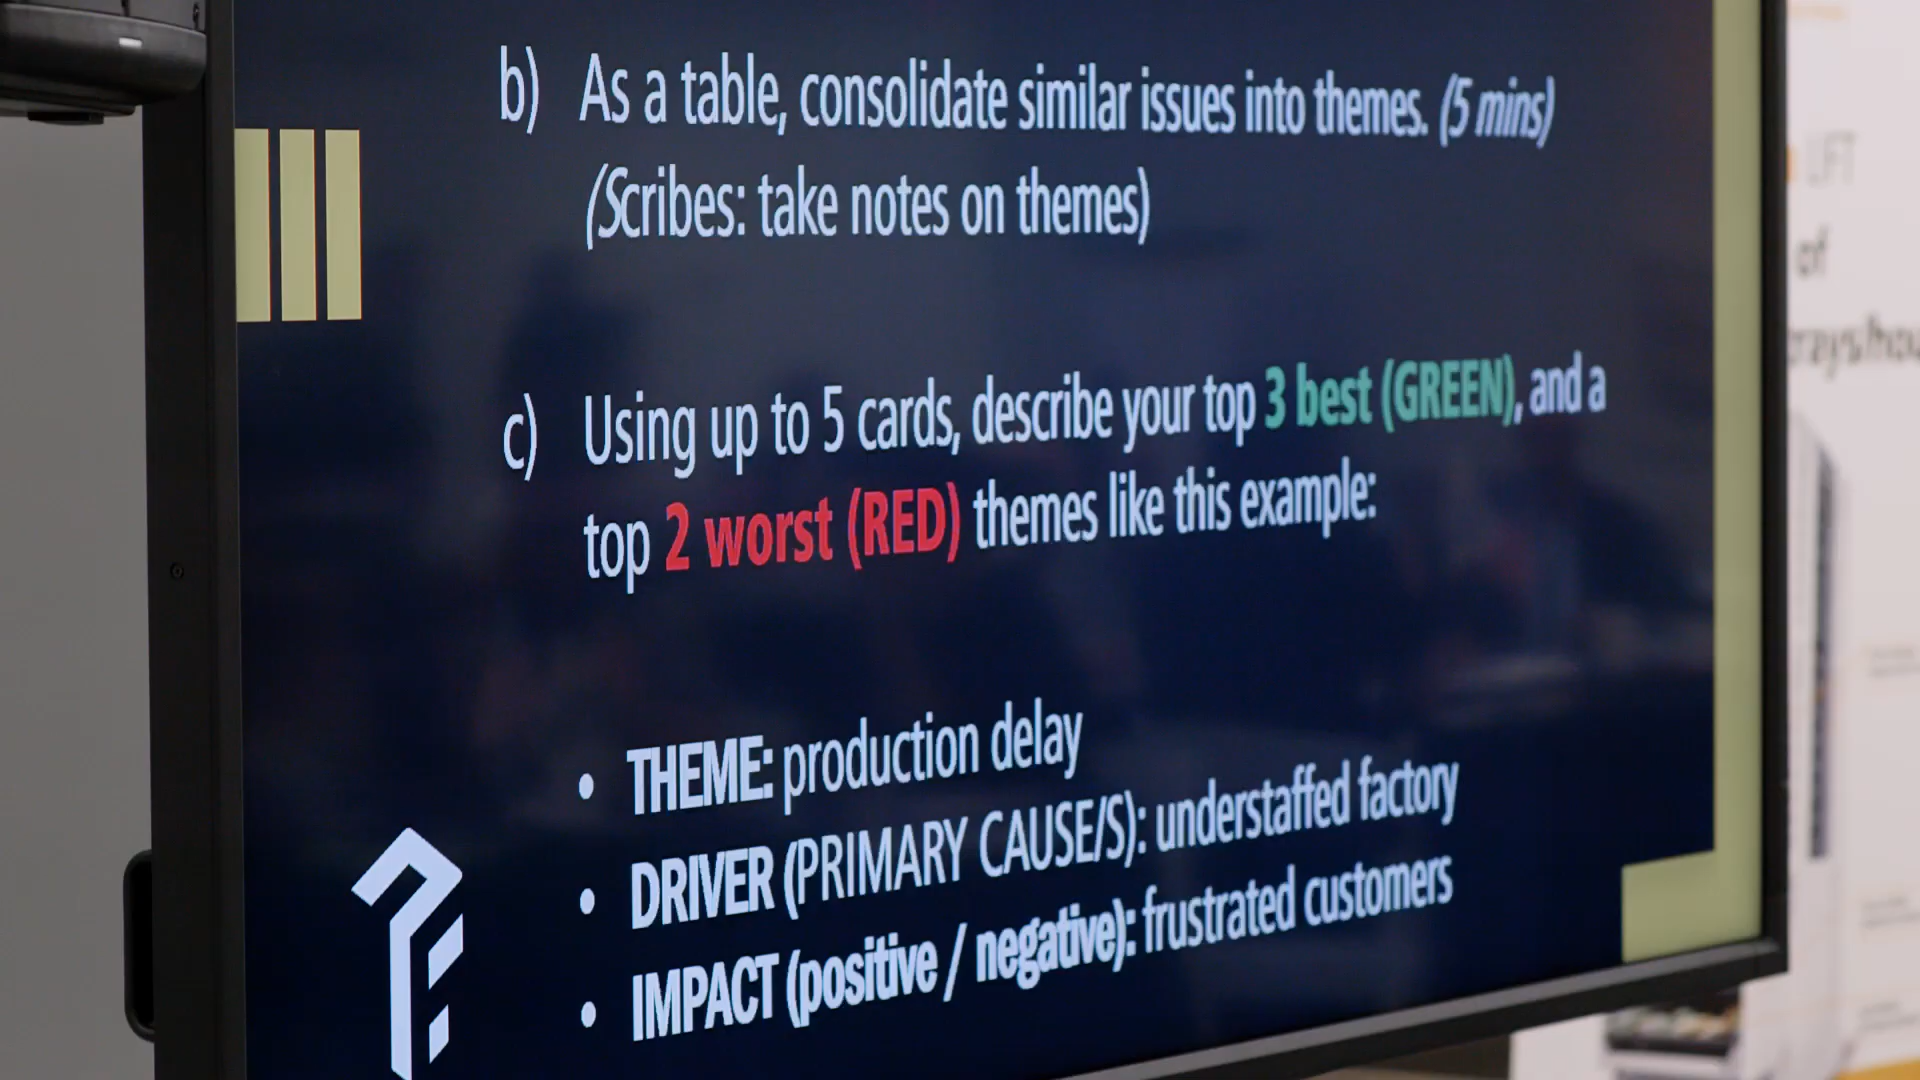 b) As a table, consolidate similar issues into themes. (5 mins)
(Scribes: take notes on themes)
c) Using up to 5 cards, describe your top 3 best (GREEN), and a
top 2 worst (RED) themes like this example:
• THEME: production delay
• DRIVER (PRIMARY CAUSE/S): understaffed factory
• IMPACT (positive / negative): frustrated customers
LFT
of